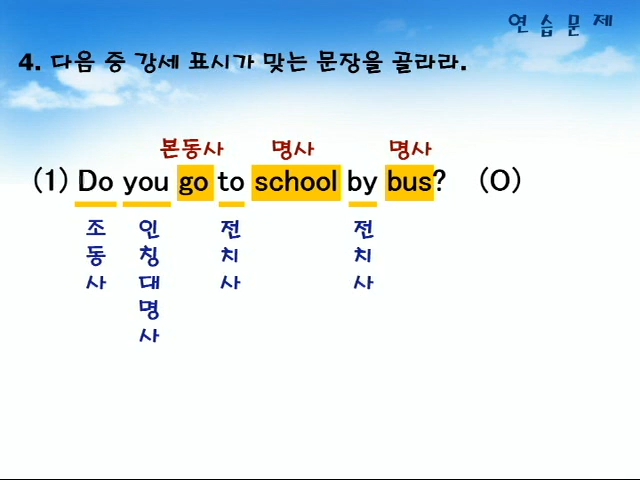 연습문제
4. 다음 중 강세 표시가 맞는 문장을 골라라.
본동사 명사 명사
(1) Do you go to school by bus? (O)
조동사 인칭대명사 전치사 전치사